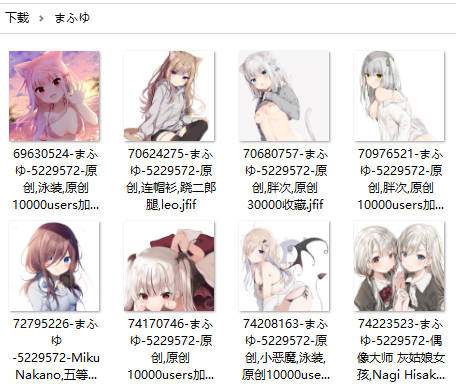 下载 > まふゆ
69630524-まふ
ゆ-5229572-原
创,泳装,原创
10000users加...
70624275-まふ
ゆ-5229572-原
创,连帽衫,跷二郎
腿,leo.jfif
70680757-まふ
ゆ-5229572-原
创,胖次,原创
30000收藏.jfif
70976521-まふ
ゆ-5229572-原
创,胖次,原创
10000users加...
72795226-まふ
ゆ
-5229572-Miku
Nakano,五等...
74170746-まふ
ゆ-5229572-原
创,原创
10000users加...
74208163-まふ
ゆ-5229572-原
创,小恶魔,泳装,
原创10000use...
74223523-まふ
ゆ-5229572-偶
像大师 灰姑娘女
孩,Nagi Hisak...